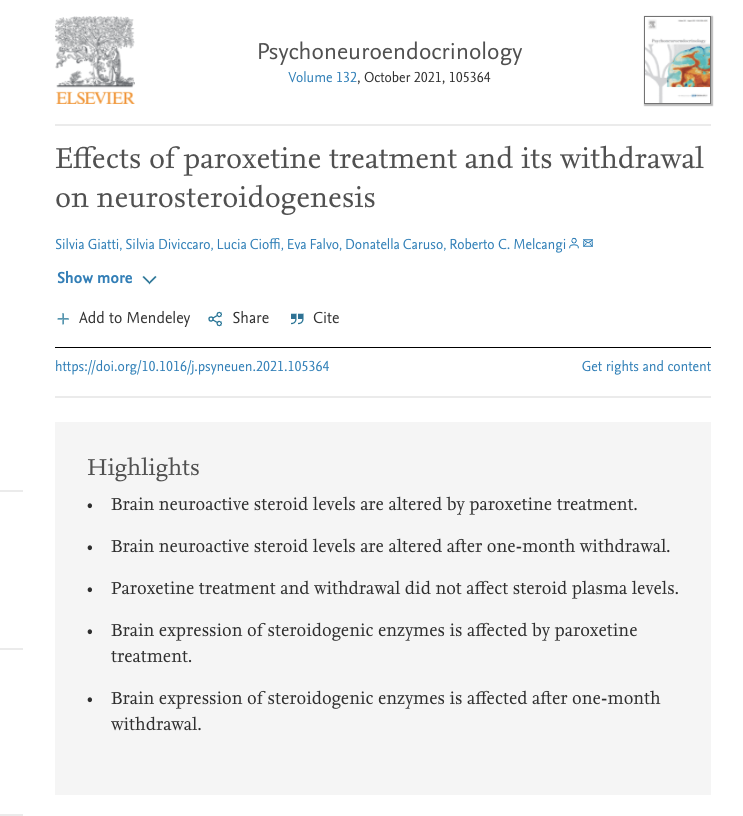 ELSEVIER
Psychoneuroendocrinology
Volume 132, October 2021, 105364
Effects of paroxetine treatment and its withdrawal
on neurosteroidogenesis
Silvia Giatti, Silvia Diviccaro, Lucia Cioffi, Eva Falvo, Donatella Caruso, Roberto C. Melcangi
Show more
Add to Mendeley Share Cite
https://doi.org/10.1016/j.psyneuen.2021.105364 Get rights and content
Highlights
• Brain neuroactive steroid levels are altered by paroxetine treatment.
• Brain neuroactive steroid levels are altered after one-month withdrawal.
• Paroxetine treatment and withdrawal did not affect steroid plasma levels.
• Brain expression of steroidogenic enzymes is affected by paroxetine
treatment.
• Brain expression of steroidogenic enzymes is affected after one-month
withdrawal.